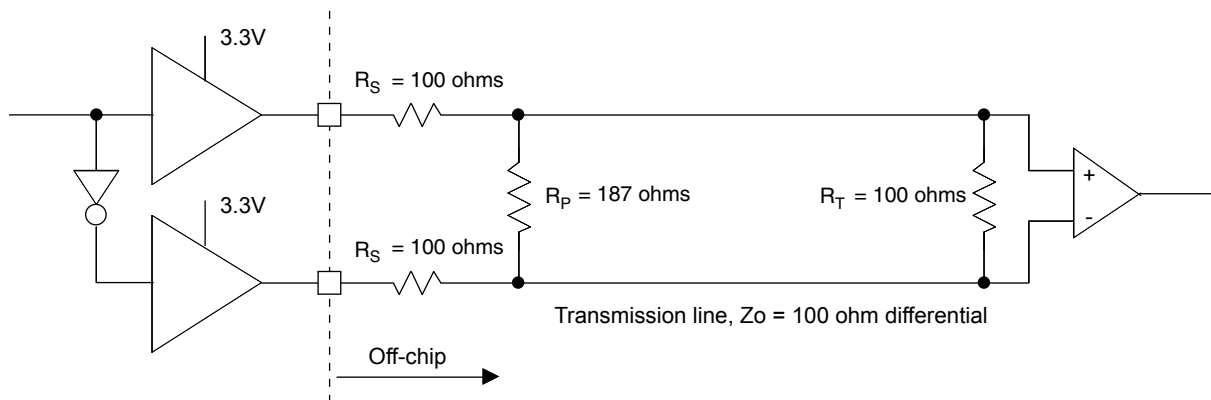 3.3V
R_S = 100 ohms
R_P = 187 ohms
R_T = 100 ohms
+
-
3.3V
R_S = 100 ohms
Transmission line, Zo = 100 ohm differential
Off-chip